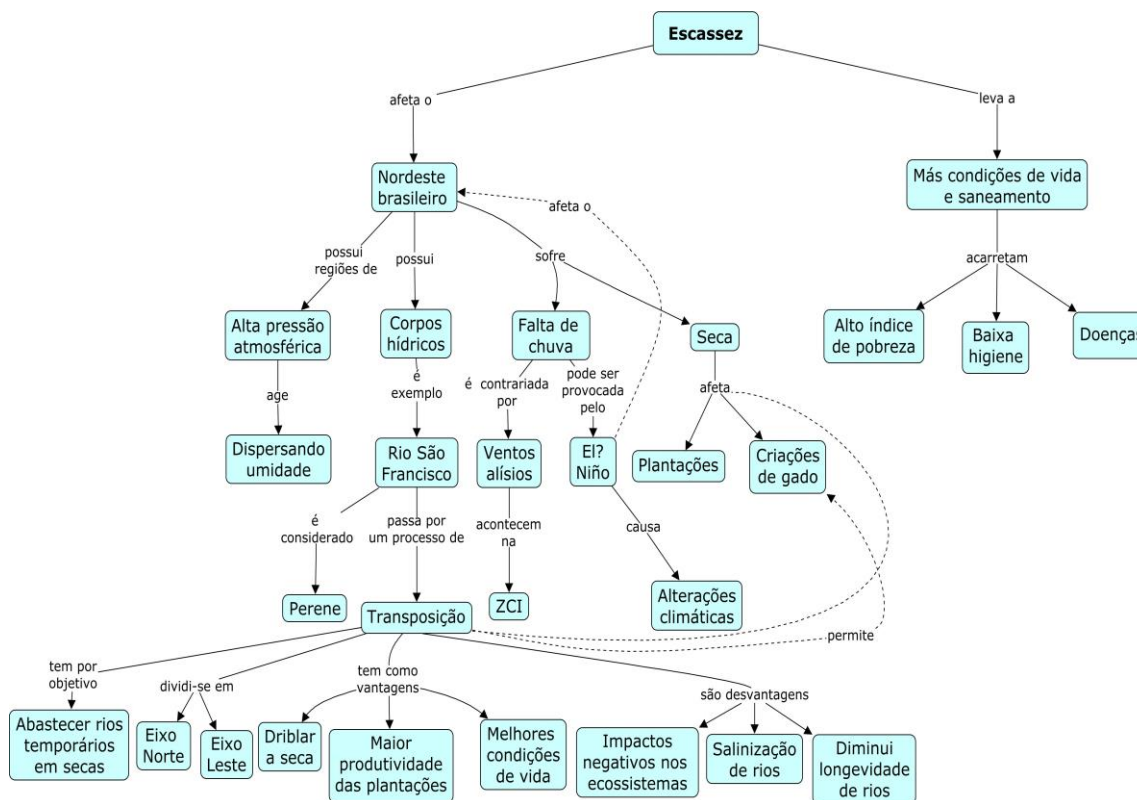 Escassez
afeta o
leva a
Nordeste
brasileiro
Más condições de vida
e saneamento
afeta o
possui
regiões de
possui
sofre
acarretam
Alta pressão
atmosférica
Corpos
hídricos
Falta de
chuva
Seca
Alto índice
de pobreza
Baixa
higiene
Doenças
age
é
exemplo
é contrariada
por
pode ser
provocada
pelo
afeta
Dispersando
umidade
Rio São
Francisco
Ventos
alísios
El?
Niño
Plantações
Criações
de gado
é
considerado
passa por
um processo de
acontecem
na
causa
Perene
Transposição
ZCI
Alterações
climáticas
permite
tem por
objetivo
dividi-se em
tem como
vantagens
são desvantagens
Abastecer rios
temporários
em secas
Eixo
Norte
Eixo
Leste
Driblar
a seca
Maior
produtividade
das plantações
Melhores
condições
de vida
Impactos
negativos nos
ecossistemas
Salinização
de rios
Diminui
longevidade
de rios